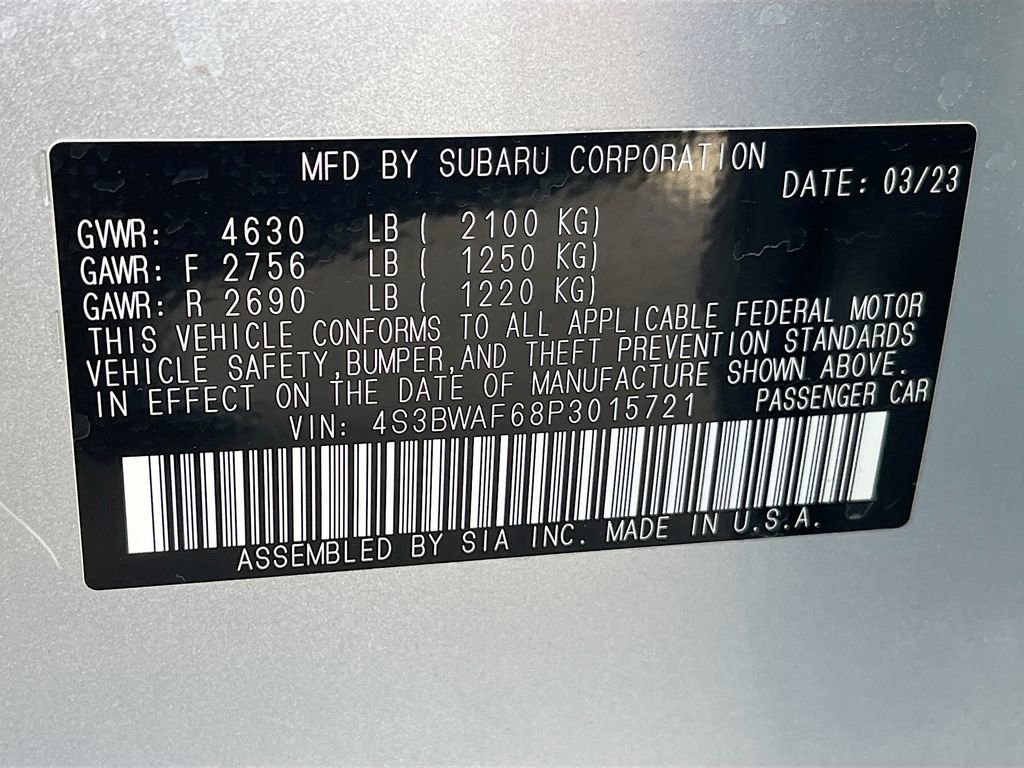 MFD BY SUBARU CORPORATION
DATE: 03/23
GVWR: 4630 LB ( 2100 KG)
GAWR: F 2756 LB ( 1250 KG)
GAWR: R 2690 LB ( 1220 KG)
THIS VEHICLE CONFORMS TO ALL APPLICABLE FEDERAL MOTOR
VEHICLE SAFETY,BUMPER,AND THEFT PREVENTION STANDARDS
IN EFFECT ON THE DATE OF MANUFACTURE SHOWN ABOVE.
VIN: 4S3BWAF68P3015721 PASSENGER CAR
ASSEMBLED BY SIA INC. MADE IN U.S.A.